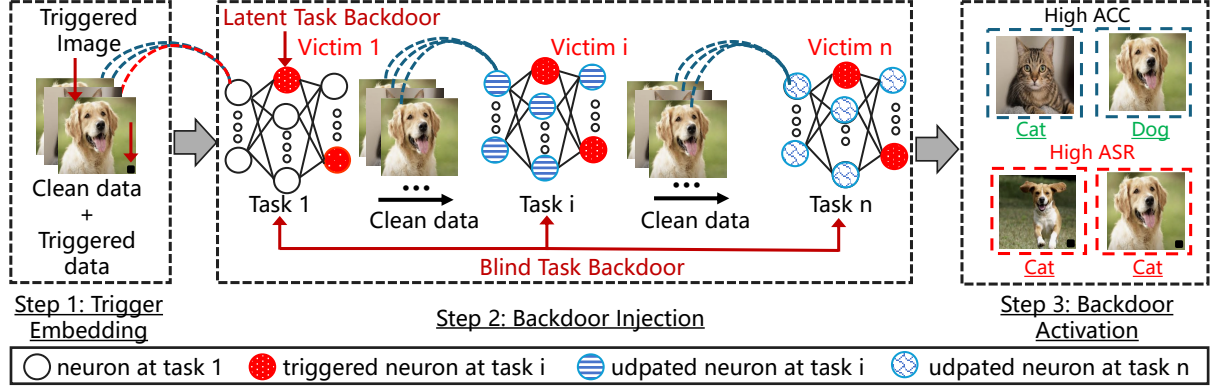 Triggered
Image
Clean data
+
Triggered
data
Step 1: Trigger
Embedding
Latent Task Backdoor
Victim 1
Victim i
Victim n
Task 1
Clean data
Task i
Clean data
Task n
Blind Task Backdoor
Step 2: Backdoor Injection
High ACC
Cat
Dog
High ASR
Cat
Cat
Step 3: Backdoor
Activation
neuron at task 1
triggered neuron at task i
udpated neuron at task i
udpated neuron at task n